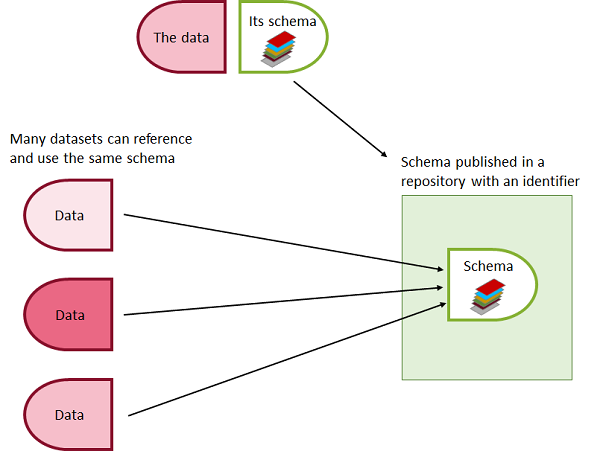 The data
Its schema
Many datasets can reference
and use the same schema
Schema published in a
repository with an identifier
Data
Schema
Data
Data